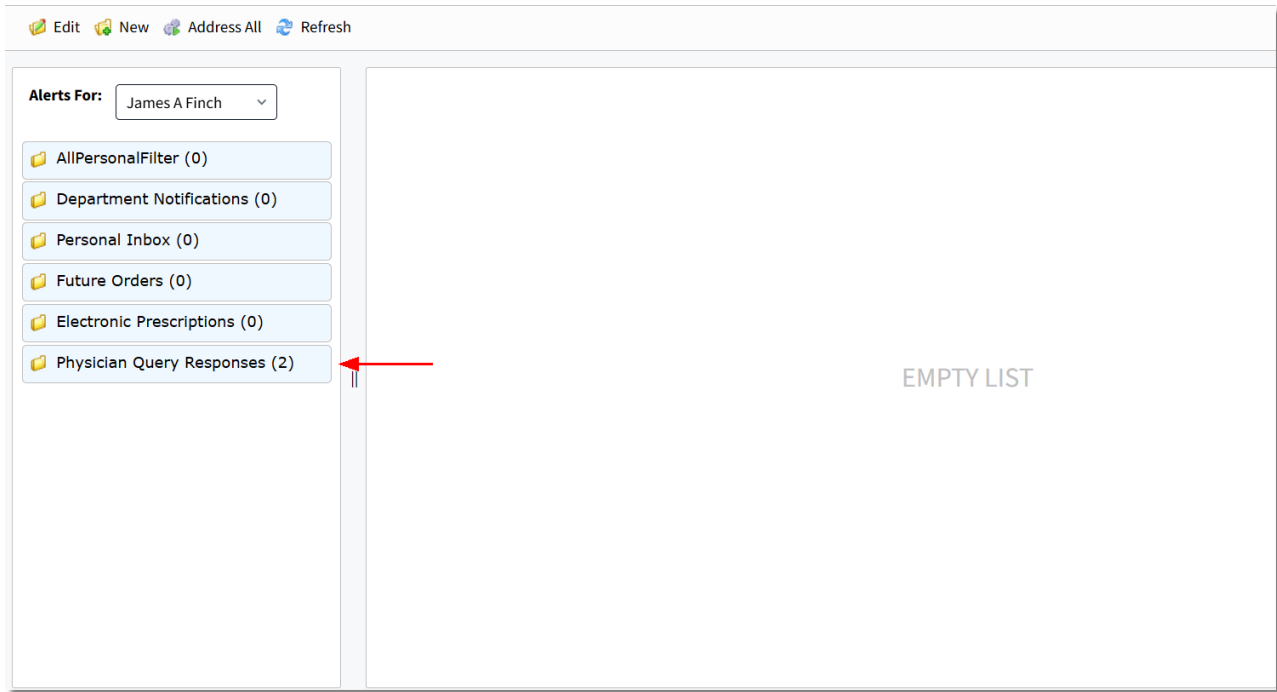 Edit New Address All Refresh
Alerts For: James A Finch
AllPersonalFilter (0)
Department Notifications (0)
Personal Inbox (0)
Future Orders (0)
Electronic Prescriptions (0)
Physician Query Responses (2)
EMPTY LIST